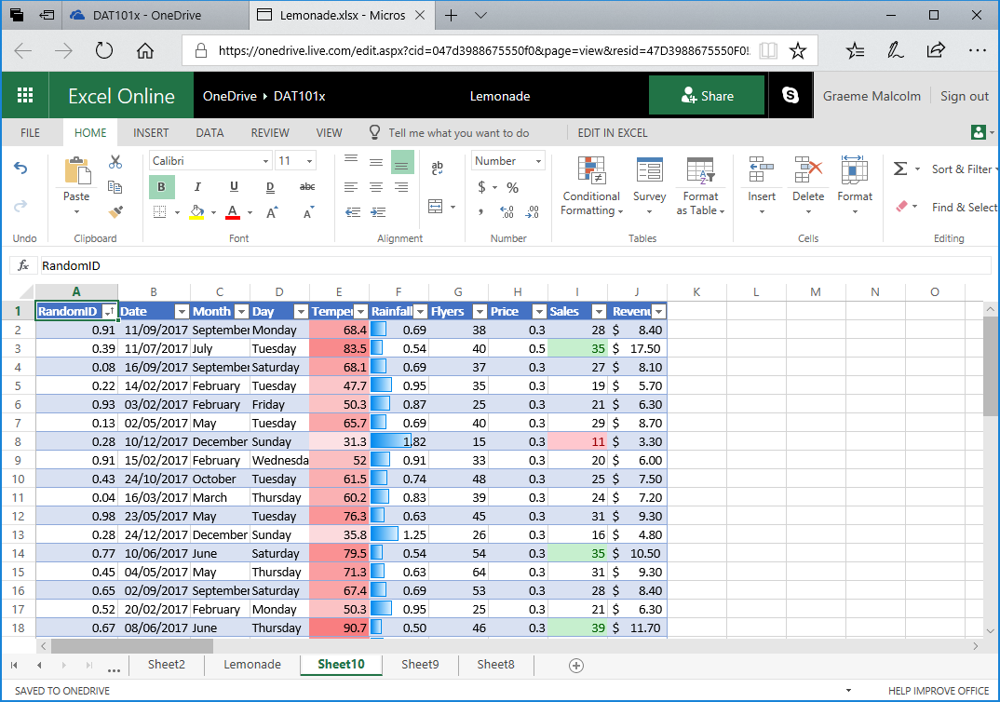 DAT101x - OneDrive
Lemonade.xlsx - Micros
https://onedrive.live.com/edit.aspx?cid=047d3988675550f0&page=view&resid=47D3988675550F0!
Excel Online OneDrive DAT101x Lemonade Share Graeme Malcolm Sign out
FILE HOME INSERT DATA REVIEW VIEW Tell me what you want to do EDIT IN EXCEL
Calibri 11 ab Number Σ Sort & Filter
Paste B I U D abc $ % Conditional Formatting Survey Format as Table Insert Delete Format
A A A , .00 .00 Find & Select
Undo Clipboard Font Alignment Number Tables Cells Editing
fx RandomID
A B C D E F G H I J K L M N O
1 RandomID Date Month Day Temper Rainfall Flyers Price Sales Revenu
2 0.91 11/09/2017 September Monday 68.4 0.69 38 0.3 28 $ 8.40
3 0.39 11/07/2017 July Tuesday 83.5 0.54 40 0.5 35 $ 17.50
4 0.08 16/09/2017 September Saturday 68.1 0.69 37 0.3 27 $ 8.10
5 0.22 14/02/2017 February Tuesday 47.7 0.95 35 0.3 19 $ 5.70
6 0.93 03/02/2017 February Friday 50.3 0.87 25 0.3 21 $ 6.30
7 0.13 02/05/2017 May Tuesday 65.7 0.69 40 0.3 29 $ 8.70
8 0.28 10/12/2017 December Sunday 31.3 1.82 15 0.3 11 $ 3.30
9 0.91 15/02/2017 February Wednesda 52 0.91 33 0.3 20 $ 6.00
10 0.43 24/10/2017 October Tuesday 61.5 0.74 48 0.3 25 $ 7.50
11 0.04 16/03/2017 March Thursday 60.2 0.83 39 0.3 24 $ 7.20
12 0.98 23/05/2017 May Tuesday 76.3 0.63 45 0.3 31 $ 9.30
13 0.28 24/12/2017 December Sunday 35.8 1.25 26 0.3 16 $ 4.80
14 0.77 10/06/2017 June Saturday 79.5 0.54 54 0.3 35 $ 10.50
15 0.45 04/05/2017 May Thursday 71.3 0.63 64 0.3 31 $ 9.30
16 0.65 02/09/2017 September Saturday 67.4 0.69 53 0.3 28 $ 8.40
17 0.52 20/02/2017 February Monday 50.3 0.95 25 0.3 21 $ 6.30
18 0.67 08/06/2017 June Thursday 90.7 0.50 46 0.3 39 $ 11.70
... Sheet2 Lemonade Sheet10 Sheet9 Sheet8
SAVED TO ONEDRIVE HELP IMPROVE OFFICE